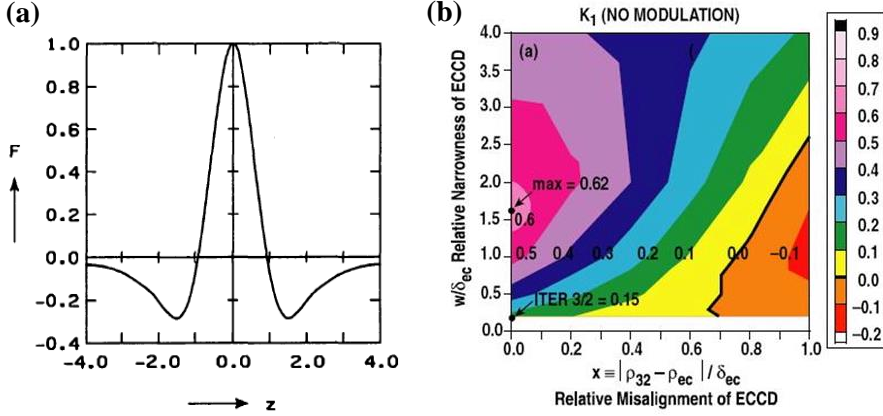 (a)
1.0
0.8
0.6
0.4
0.2
0.0
-0.2
-0.4
F
-4.0 -2.0 0.0 2.0 4.0
z
(b)
K1 (NO MODULATION)
(a)
(
4.0
3.5
3.0
2.5
2.0
1.5
1.0
0.5
0.0
w/δec Relative Narrowness of ECCD
max = 0.62
0.6
0.5 0.4 0.3 0.2 0.1 0.0 -0.1
ITER 3/2 = 0.15
0.0 0.2 0.4 0.6 0.8 1.0
x ≡ |ρ32 – ρec| / δec
Relative Misalignment of ECCD
0.9
0.8
0.7
0.6
0.5
0.4
0.3
0.2
0.1
0.0
-0.1
-0.2